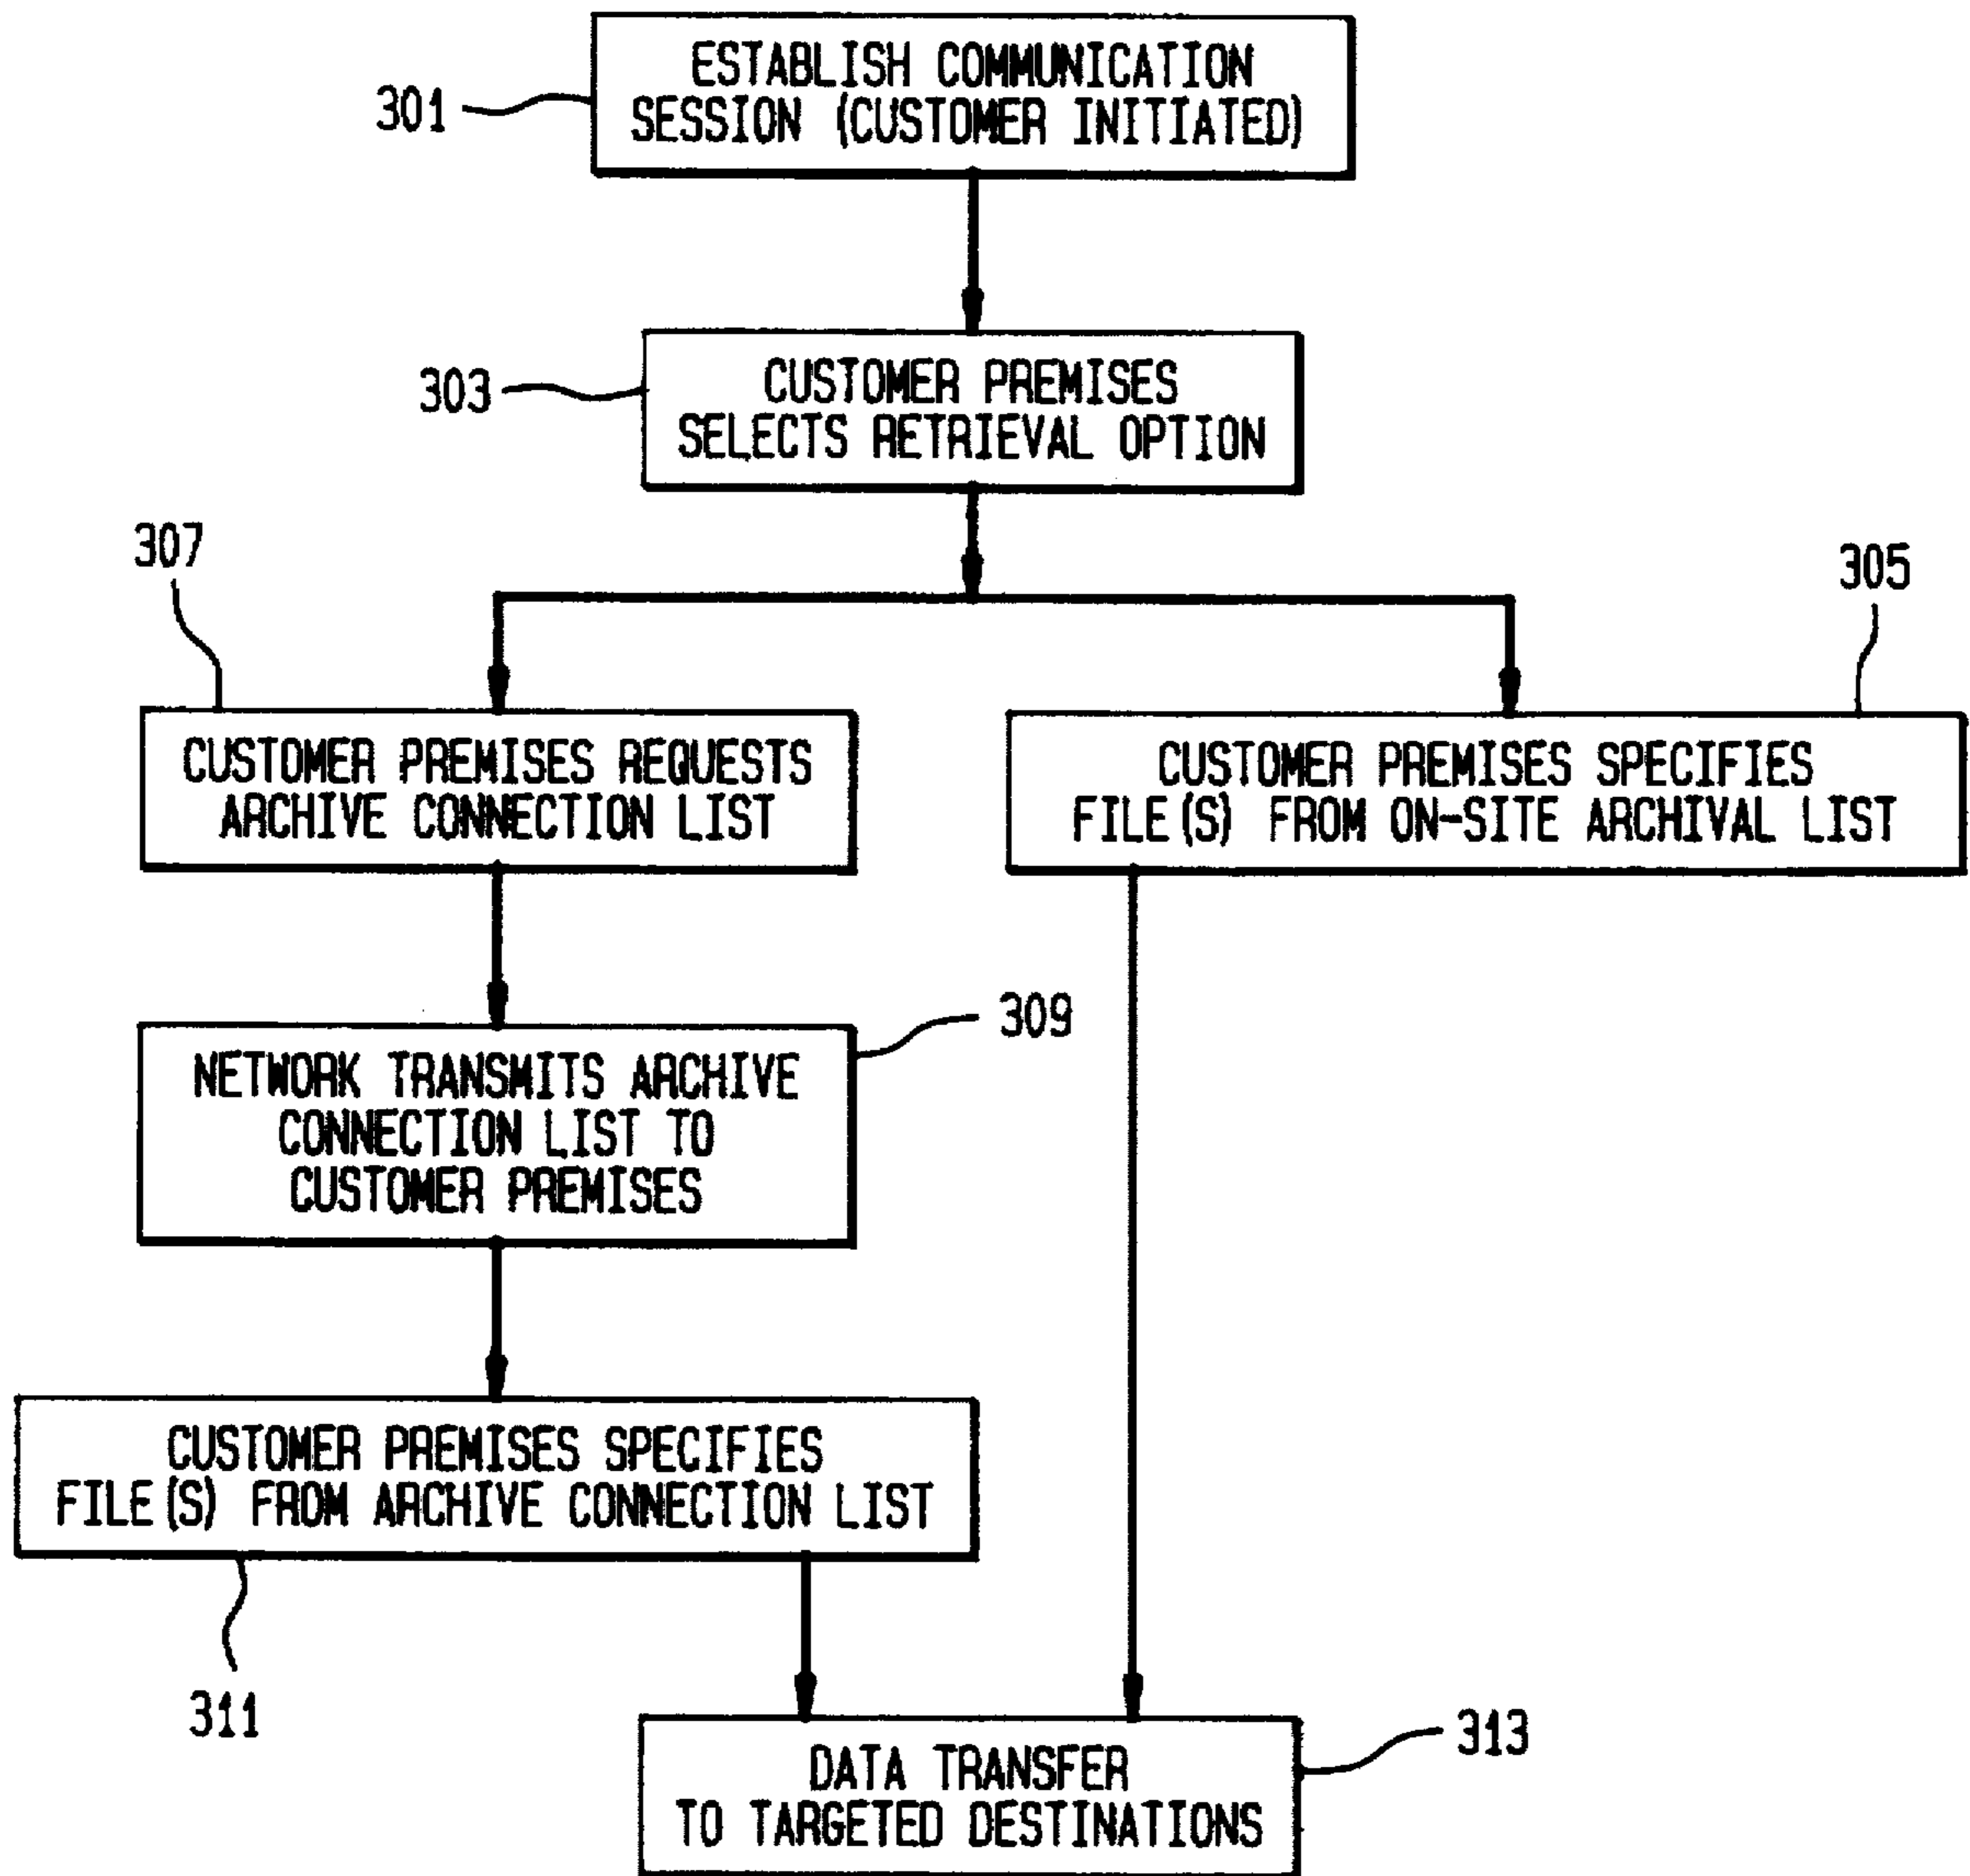 301
ESTABLISH COMMUNICATION
SESSION (CUSTOMER INITIATED)
303
CUSTOMER PREMISES
SELECTS RETRIEVAL OPTION
307
305
CUSTOMER PREMISES REQUESTS
ARCHIVE CONNECTION LIST
CUSTOMER PREMISES SPECIFIES
FILE(S) FROM ON-SITE ARCHIVAL LIST
309
NETWORK TRANSMITS ARCHIVE
CONNECTION LIST TO
CUSTOMER PREMISES
CUSTOMER PREMISES SPECIFIES
FILE(S) FROM ARCHIVE CONNECTION LIST
311
313
DATA TRANSFER
TO TARGETED DESTINATIONS